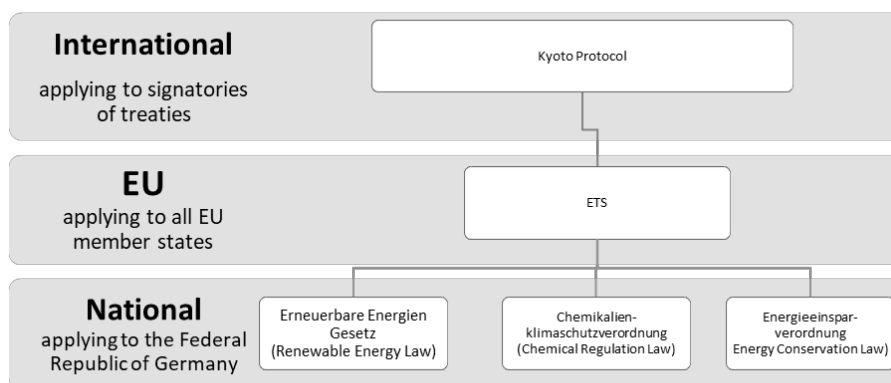 International
applying to signatories
of treaties
Kyoto Protocol
EU
applying to all EU
member states
ETS
National
applying to the Federal
Republic of Germany
Erneuerbare Energien
Gesetz
(Renewable Energy Law)
Chemikalien-
klimaschutzverordnung
(Chemical Regulation Law)
Energieeinspar-
verordnung
Energy Conservation Law)